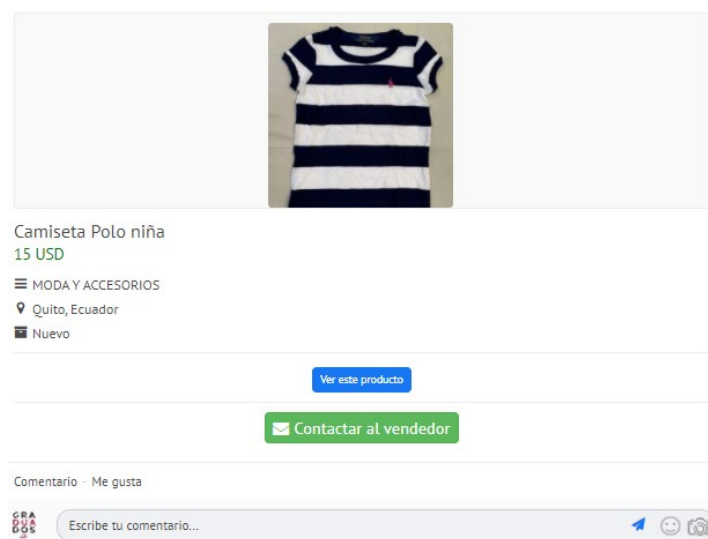 Camiseta Polo niña
15 USD
MODA Y ACCESORIOS
Quito, Ecuador
Nuevo
Ver este producto
Contactar al vendedor
Comentario - Me gusta
GRA
DUA
DOS
Escribe tu comentario...